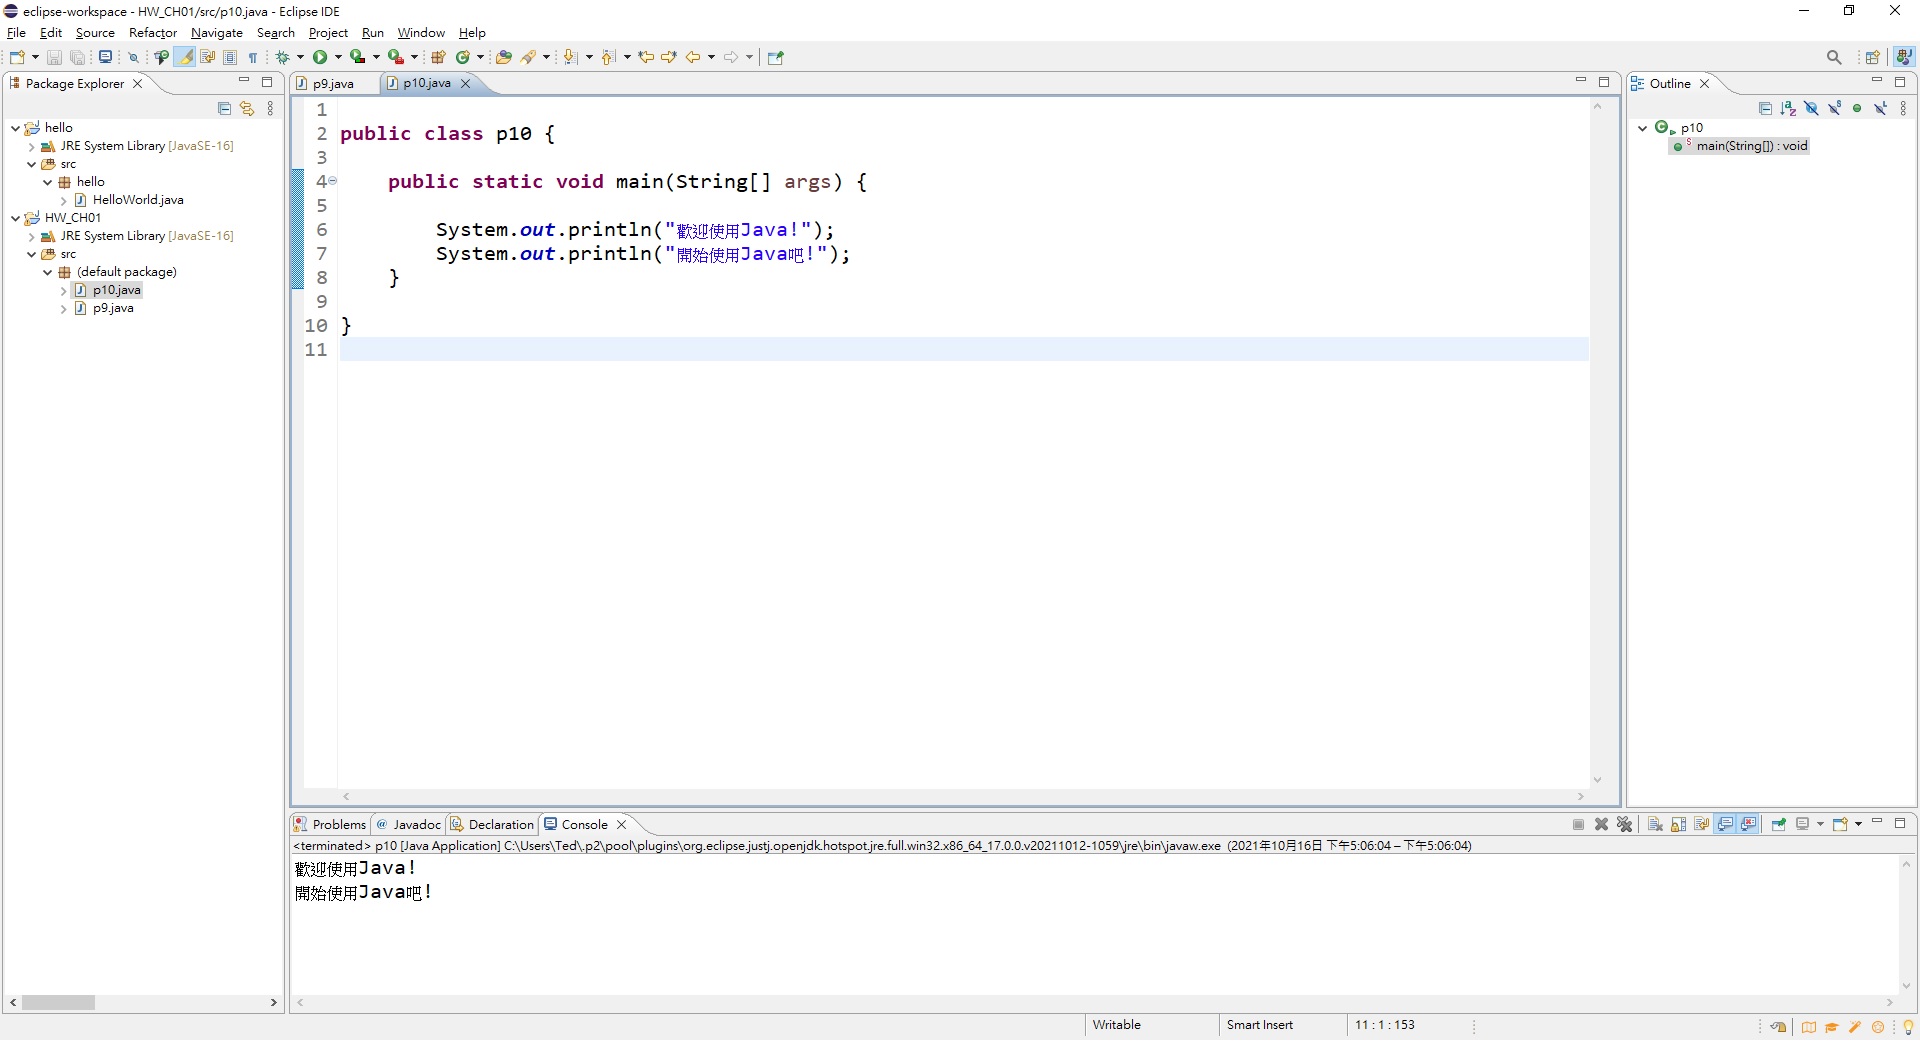 eclipse-workspace - HW_CH01/src/p10.java - Eclipse IDE
File Edit Source Refactor Navigate Search Project Run Window Help
Package Explorer
hello
JRE System Library [JavaSE-16]
src
hello
HelloWorld.java
HW_CH01
JRE System Library [JavaSE-16]
src
(default package)
p10.java
p9.java
p9.java p10.java
1
2 public class p10 {
3
4 public static void main(String[] args) {
5
6 System.out.println("歡迎使用Java!");
7 System.out.println("開始使用Java吧!");
8 }
9
10 }
11
Outline
p10
main(String[]) : void
Problems Javadoc Declaration Console
<terminated> p10 [Java Application] C:\Users\Ted\.p2\pool\plugins\org.eclipse.justj.openjdk.hotspot.jre.full.win32.x86_64_17.0.0.v20211012-1059\jre\bin\javaw.exe (2021年10月16日 下午5:06:04 – 下午5:06:04)
歡迎使用Java!
開始使用Java吧!
Writable Smart Insert 11 : 1 : 153